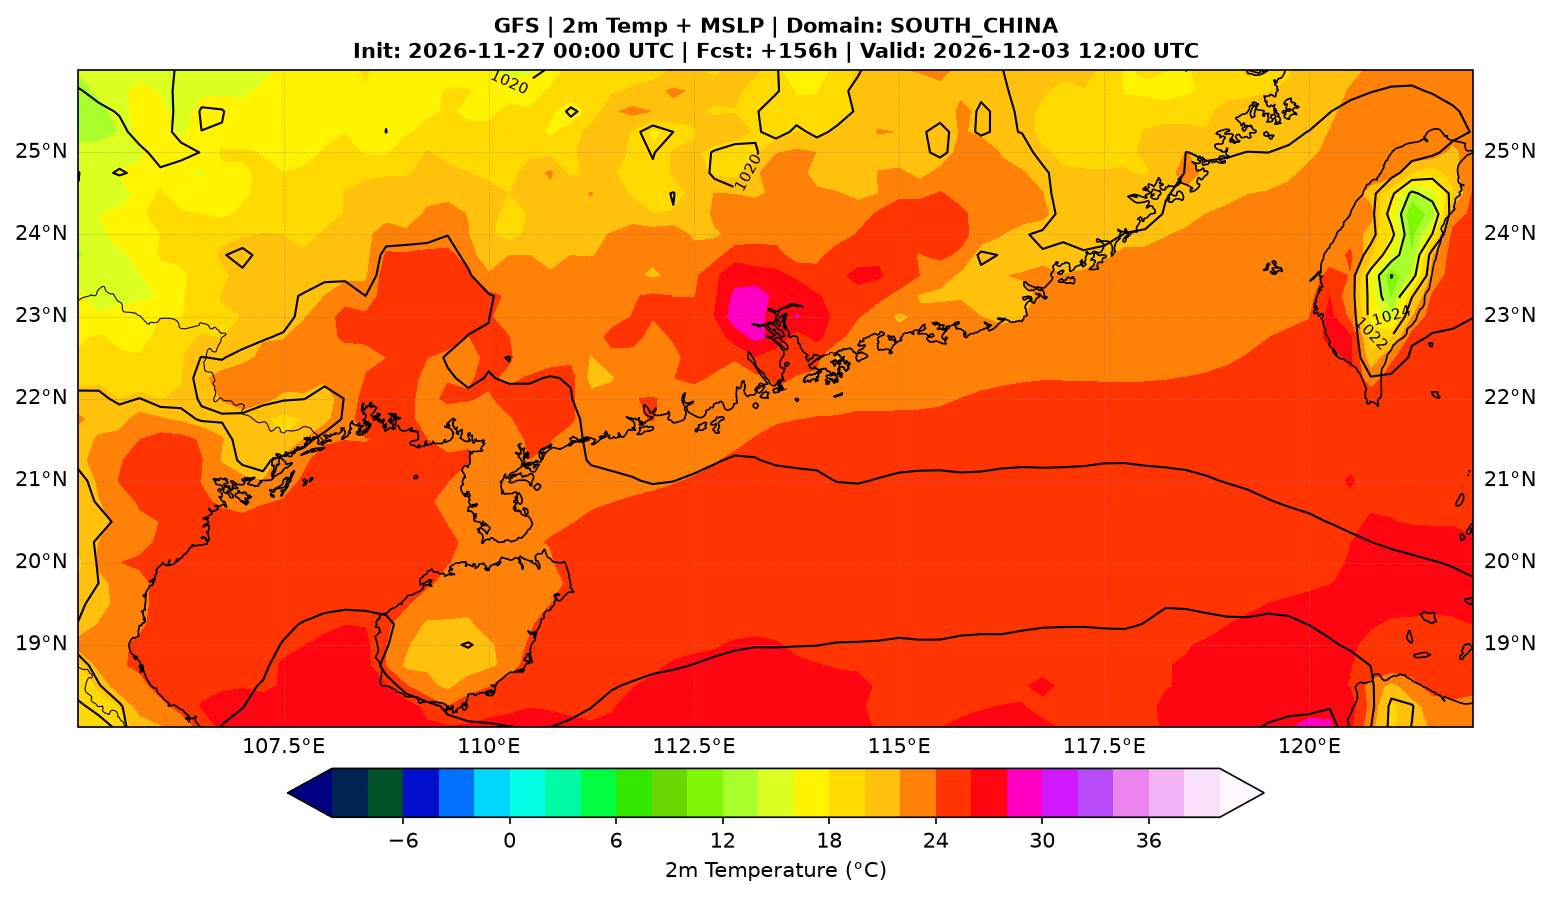 GFS | 2m Temp + MSLP | Domain: SOUTH_CHINA
Init: 2026-11-27 00:00 UTC | Fcst: +156h | Valid: 2026-12-03 12:00 UTC
1020
1020
1024
1022
25°N
24°N
23°N
22°N
21°N
20°N
19°N
25°N
24°N
23°N
22°N
21°N
20°N
19°N
107.5°E 110°E 112.5°E 115°E 117.5°E 120°E
−6 0 6 12 18 24 30 36
2m Temperature (°C)